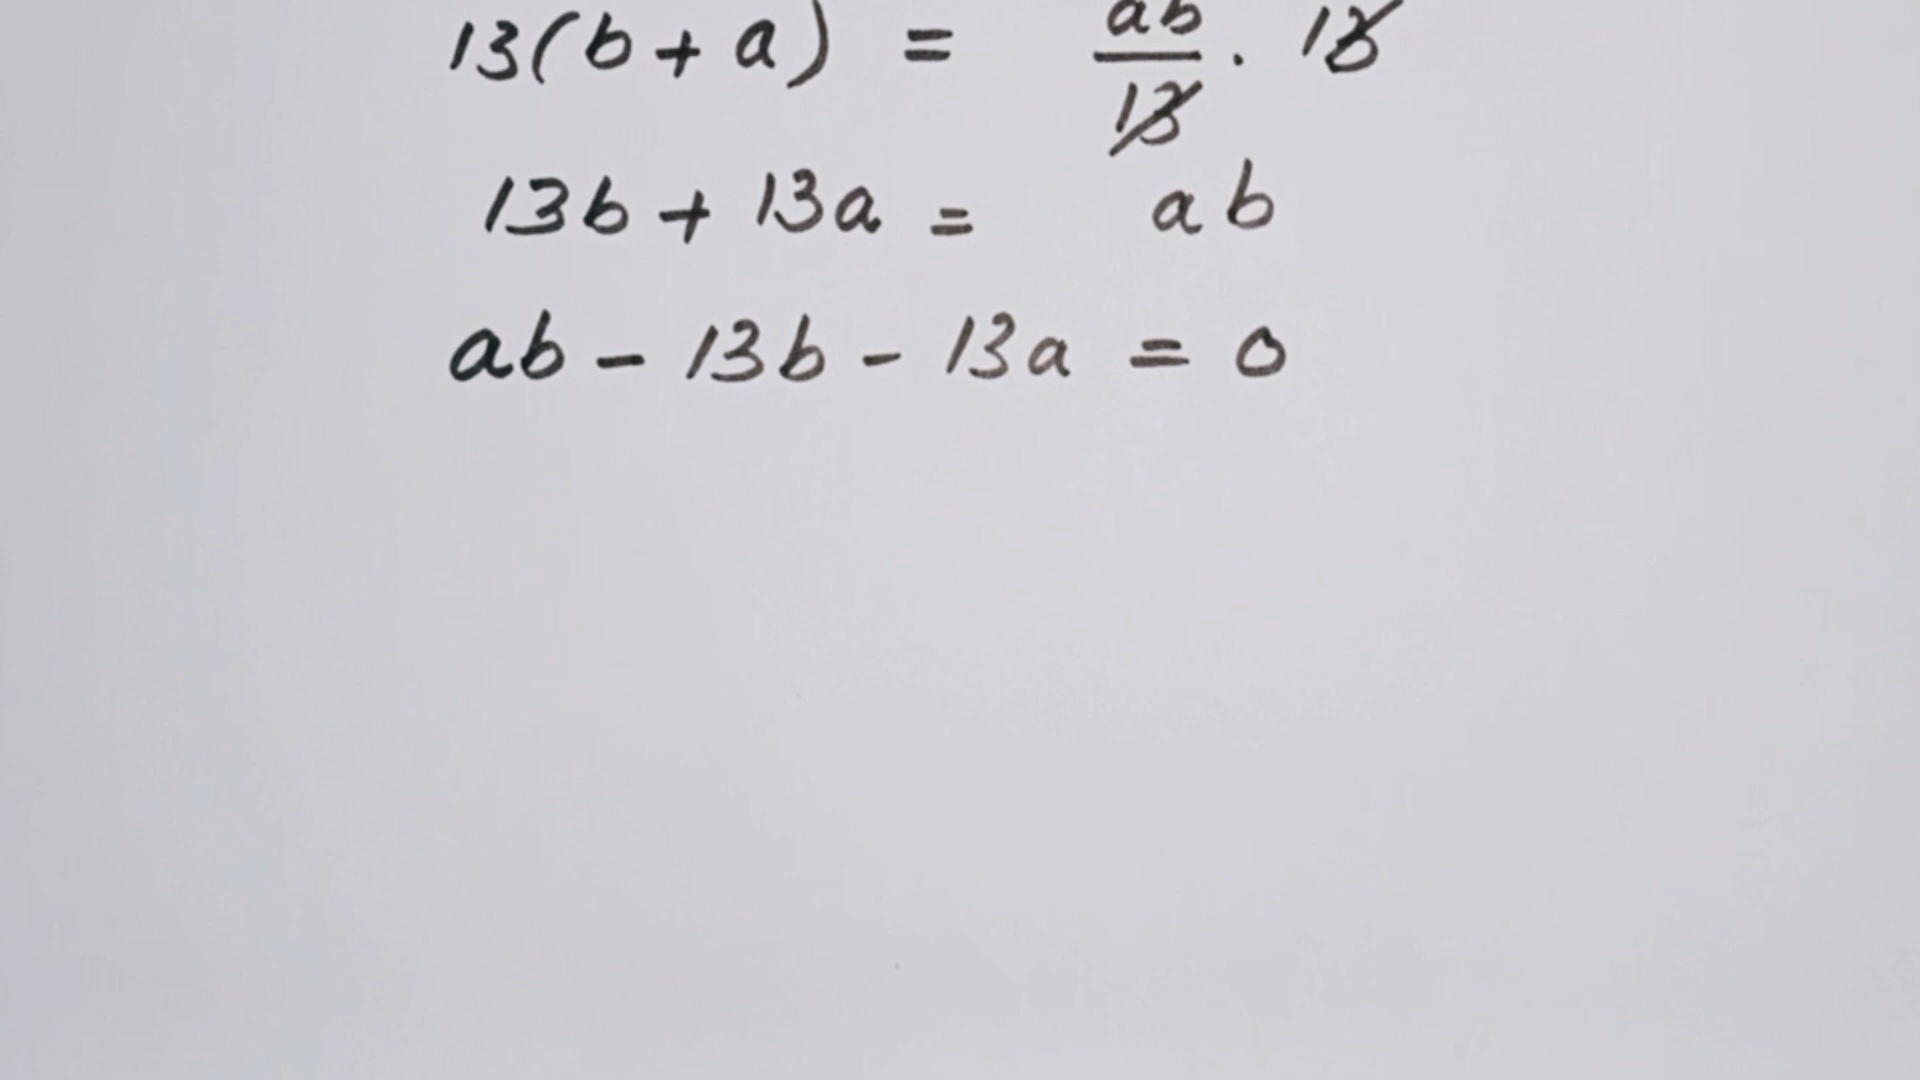 13(b + a) = ab/13 · 13
13b + 13a = ab
ab - 13b - 13a = 0